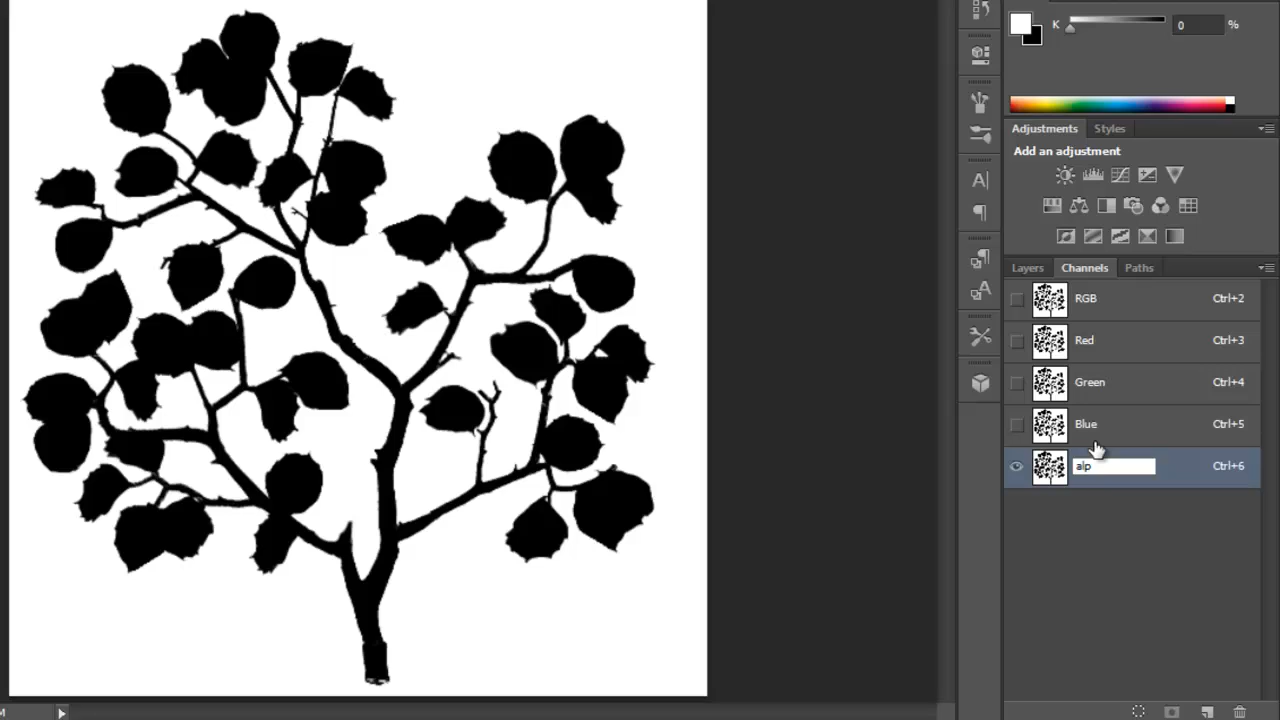 K 0 %
Adjustments Styles
Add an adjustment
Layers Channels Paths
RGB Ctrl+2
Red Ctrl+3
Green Ctrl+4
Blue Ctrl+5
alp Ctrl+6
M